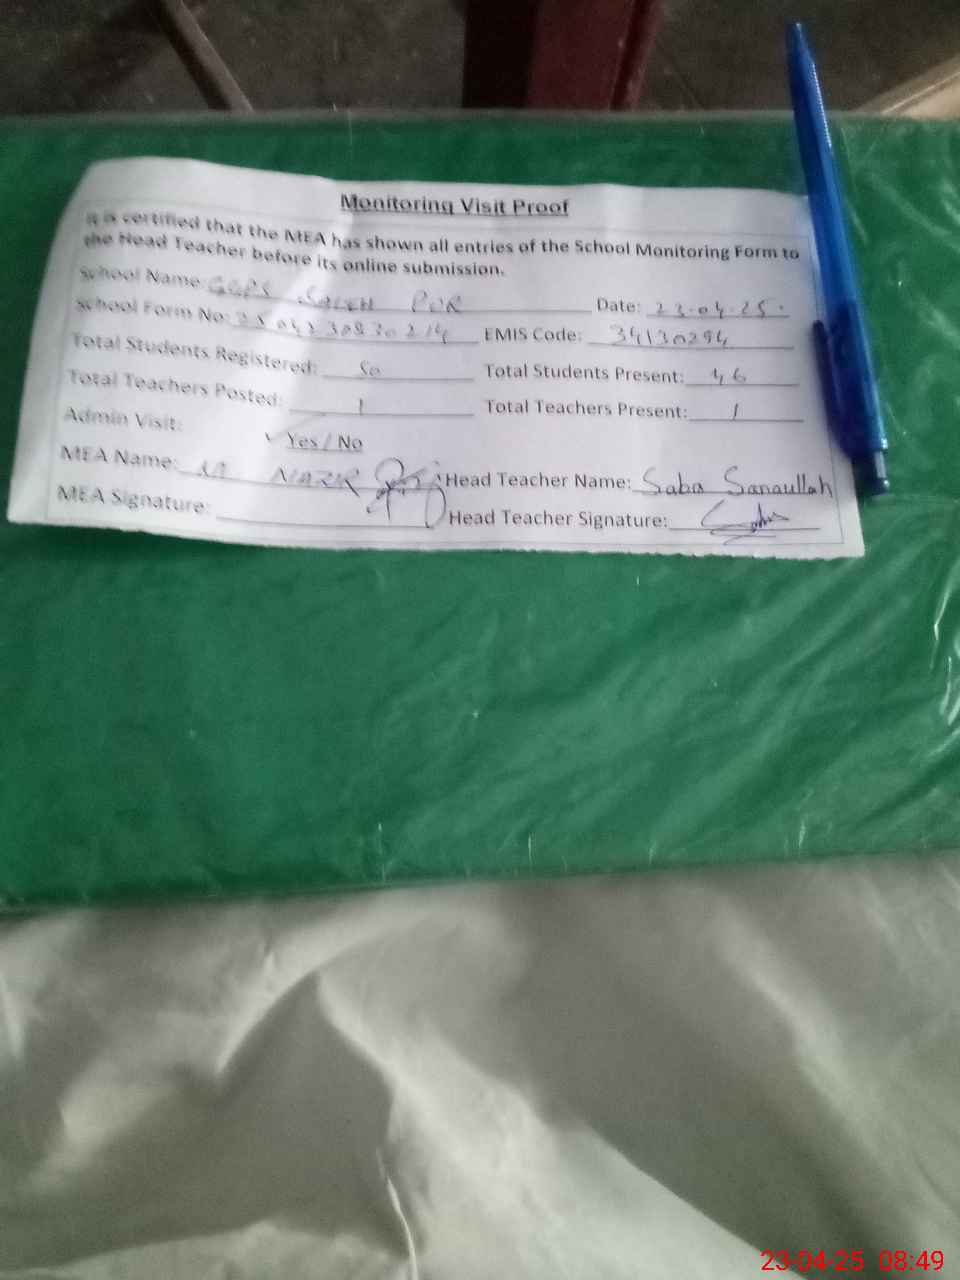 Monitoring Visit Proof
It is certified that the MEA has shown all entries of the School Monitoring Form to
the Head Teacher before its online submission.
School Name: GGPS Saleh Pur Date: 23.04.25.
School Form No: EMIS Code: 34130294
Total Students Registered: 50 Total Students Present: 46
Total Teachers Posted: 1 Total Teachers Present: 1
Admin Visit: ✓ Yes / No
MEA Name: M NAZIR Head Teacher Name: Saba Sanaullah
MEA Signature: Head Teacher Signature:
23-04-25 08:49